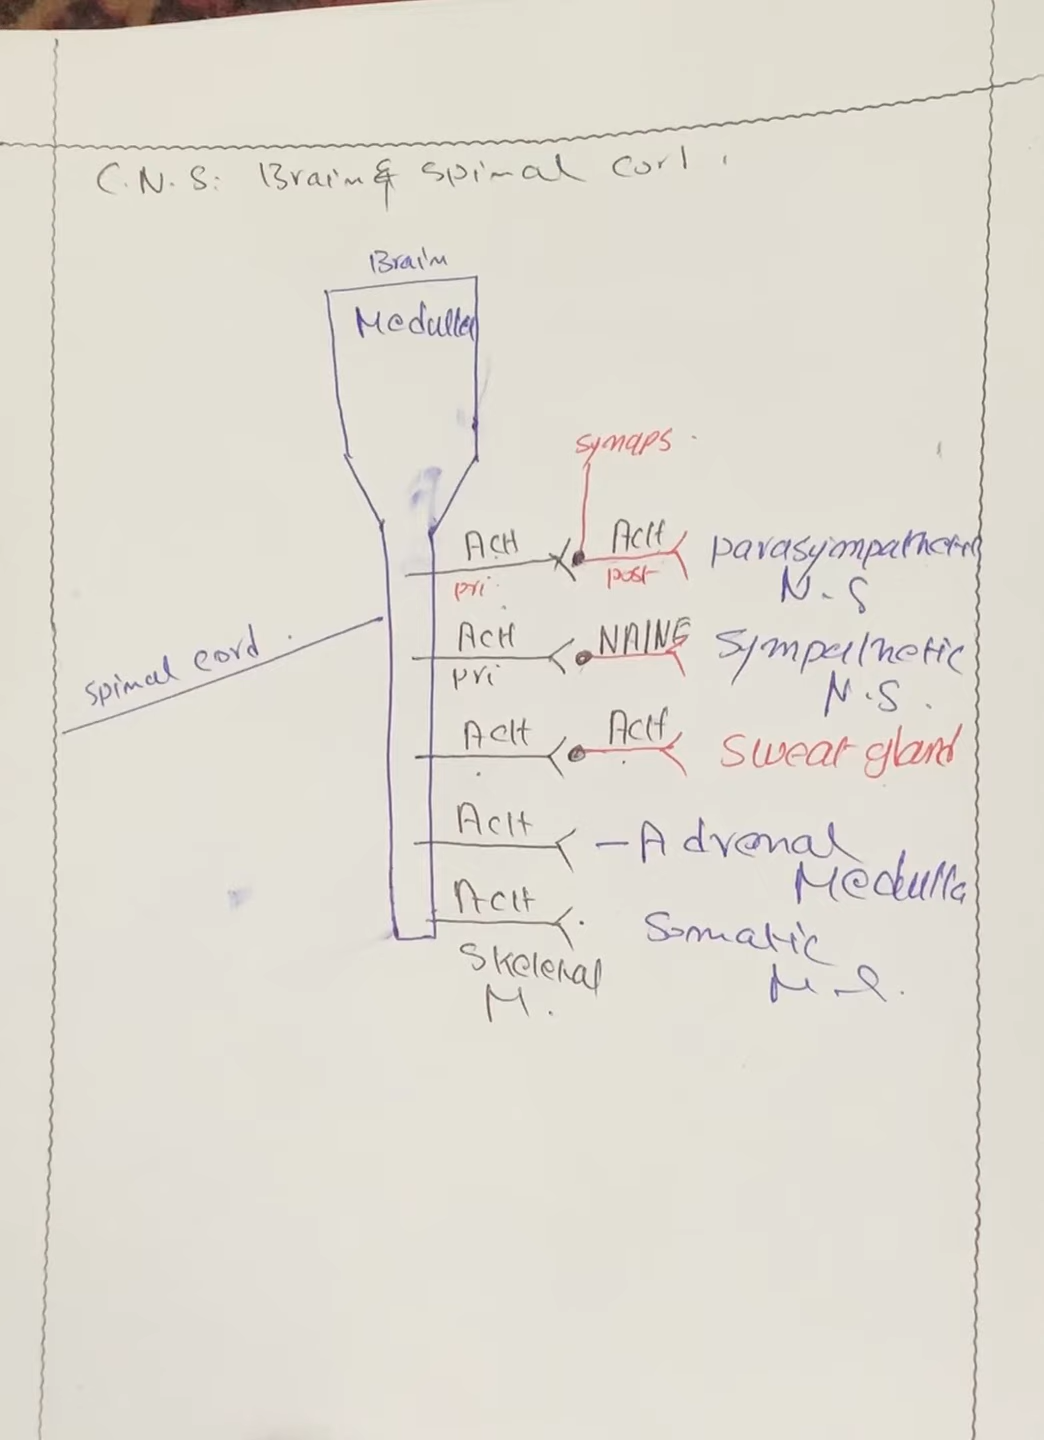 C.N.S: Brain & spinal corl.
Brain
Medulla
synaps
AcH
AcH
parasympathetic
pri
post
N.S
AcH
NA/NE
Sympathetic
pri
N.S.
spinal cord.
AcH
AcH
Sweat gland
AcH
- Adrenal
Medulla
AcH
Somatic
Skeletal
M.